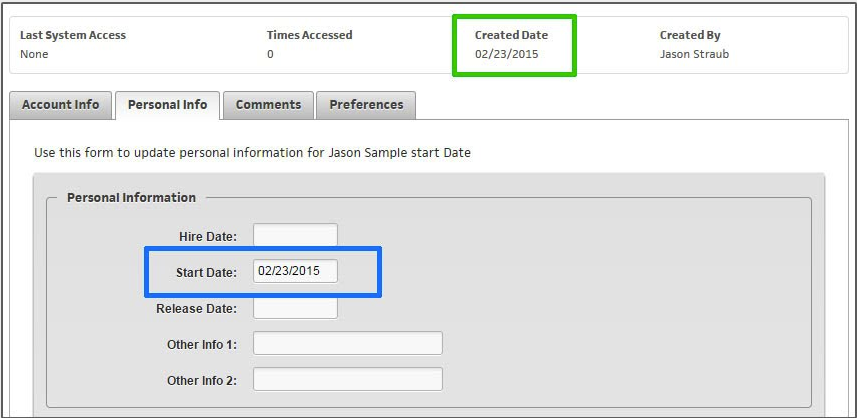 Last System Access Times Accessed Created Date Created By
None 0 02/23/2015 Jason Straub
Account Info Personal Info Comments Preferences
Use this form to update personal information for Jason Sample start Date
Personal Information
Hire Date:
Start Date: 02/23/2015
Release Date:
Other Info 1:
Other Info 2: